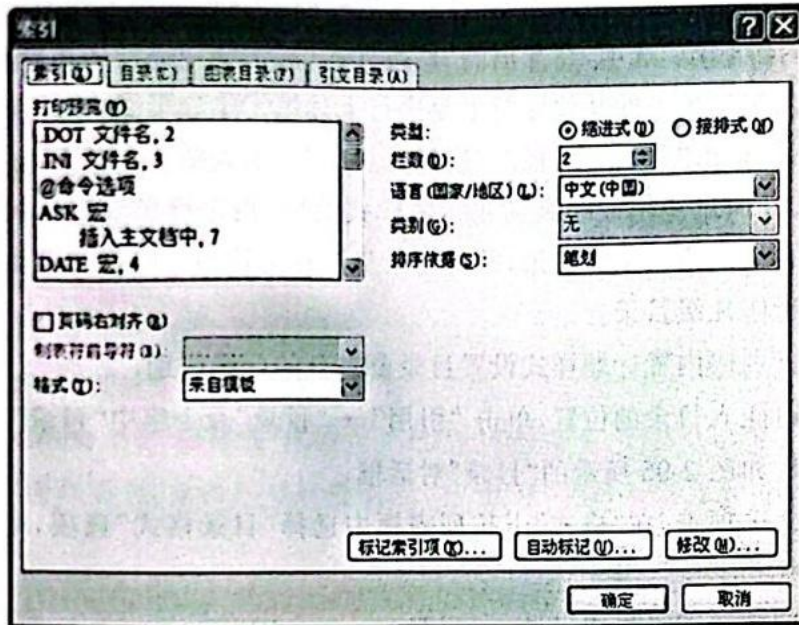 索引
索引(X) 目录(C) 图表目录(F) 引文目录(A)
打印预览(V)
.DOT 文件名, 2
.INI 文件名, 3
@命令选项
ASK 宏
插入主文档中, 7
DATE 宏, 4
类型: 缩进式(D) 接排式(N)
栏数(O): 2
语言(国家/地区)(L): 中文(中国)
类别(G): 无
排序依据(S): 笔划
页码右对齐(R)
制表符前导符(B): ......
格式(T): 来自模板
标记索引项(K)... 自动标记(U)... 修改(M)...
确定 取消